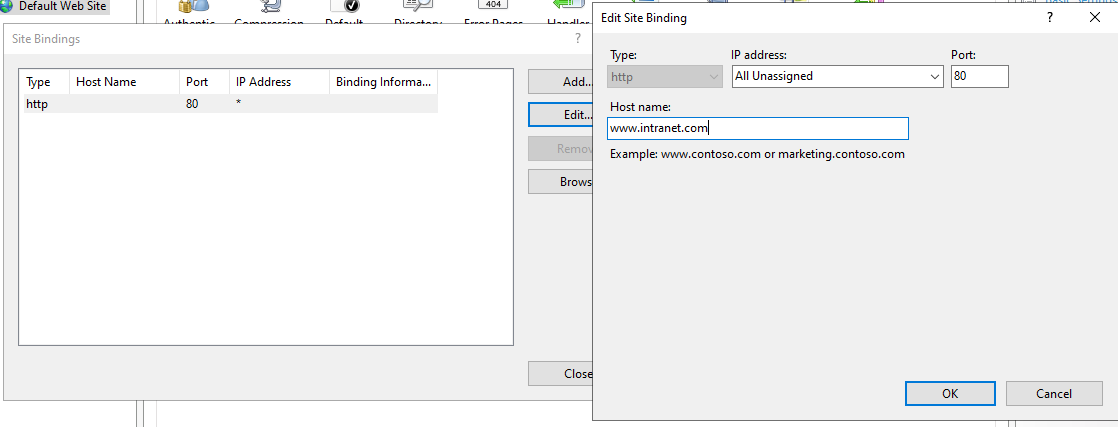 Default Web Site
Authentic... Compression Default Directory Error Pages Handler
404
Site Bindings
?
Type Host Name Port IP Address Binding Informa...
http 80 *
Add...
Edit...
Remov
Brows
Close
Edit Site Binding
?
Type: IP address: Port:
http All Unassigned 80
Host name:
www.intranet.com
Example: www.contoso.com or marketing.contoso.com
OK Cancel